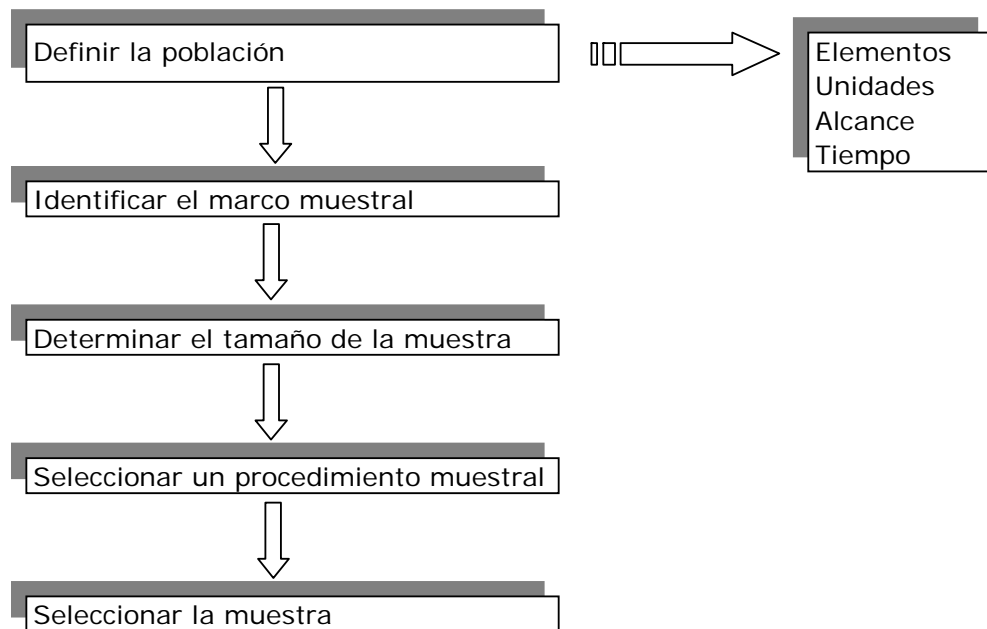 Definir la población
Elementos
Unidades
Alcance
Tiempo
Identificar el marco muestral
Determinar el tamaño de la muestra
Seleccionar un procedimiento muestral
Seleccionar la muestra